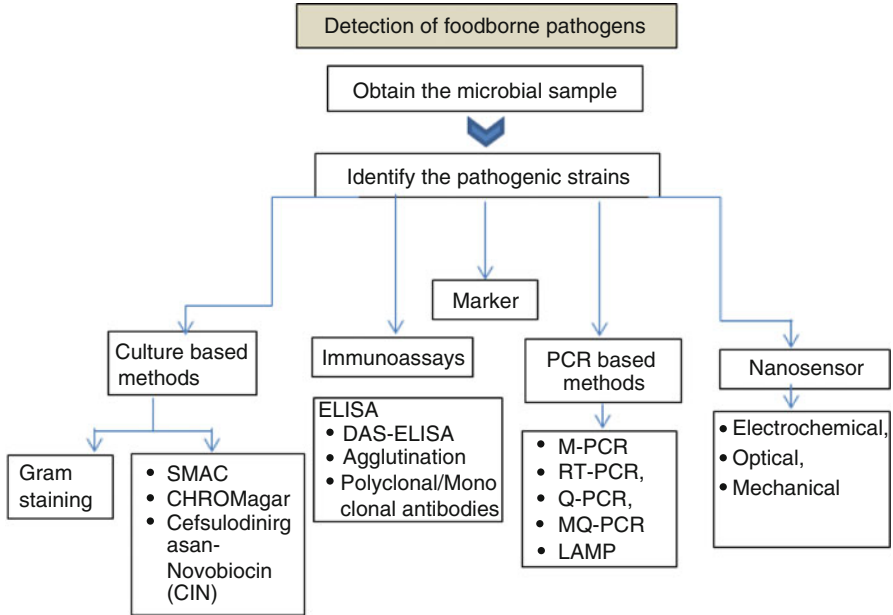 Detection of foodborne pathogens
Obtain the microbial sample
Identify the pathogenic strains
Marker
Culture based
methods
Immunoassays
PCR based
methods
Nanosensor
Gram
staining
• SMAC
• CHROMagar
• Cefsulodinirg
asan-
Novobiocin
(CIN)
ELISA
• DAS-ELISA
• Agglutination
• Polyclonal/Mono
clonal antibodies
• M-PCR
• RT-PCR,
• Q-PCR,
• MQ-PCR
• LAMP
• Electrochemical,
• Optical,
• Mechanical